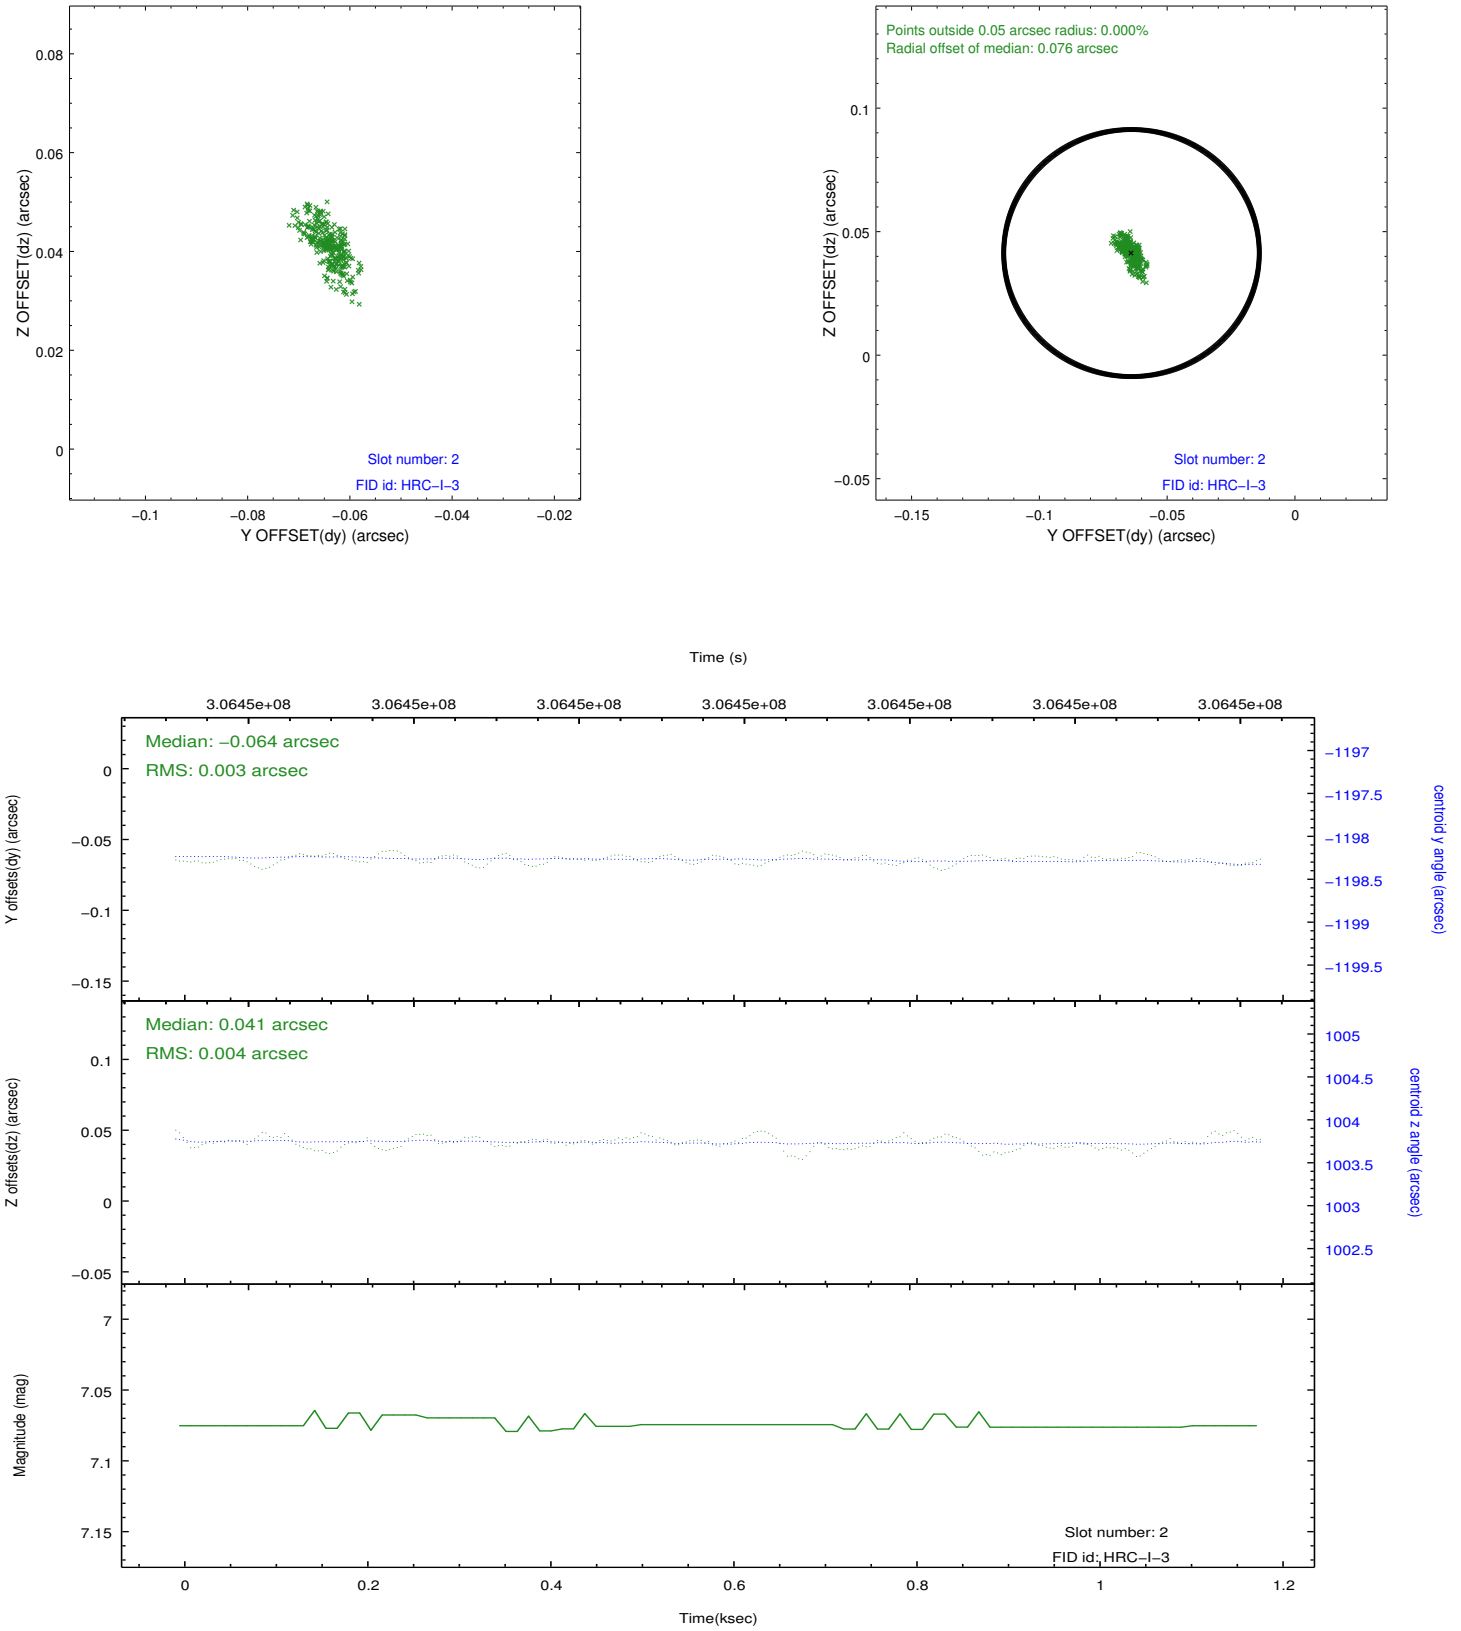 0.08
0.06
0.04
0.02
0
Z OFFSET(dz) (arcsec)
Slot number: 2
FID id: HRC−I−3
−0.1
−0.08
−0.06
−0.04
−0.02
Y OFFSET(dy) (arcsec)
Points outside 0.05 arcsec radius: 0.000%
Radial offset of median: 0.076 arcsec
0.1
0.05
0
−0.05
Z OFFSET(dz) (arcsec)
Slot number: 2
FID id: HRC−I−3
−0.15
−0.1
−0.05
0
Y OFFSET(dy) (arcsec)
Time (s)
3.0645e+08
3.0645e+08
3.0645e+08
3.0645e+08
3.0645e+08
3.0645e+08
3.0645e+08
Median: −0.064 arcsec
RMS: 0.003 arcsec
0
−0.05
−0.1
−0.15
Y offsets(dy) (arcsec)
−1197
−1197.5
−1198
−1198.5
−1199
−1199.5
centroid y angle (arcsec)
Median: 0.041 arcsec
RMS: 0.004 arcsec
0.1
0.05
0
−0.05
Z offsets(dz) (arcsec)
1005
1004.5
1004
1003.5
1003
1002.5
centroid z angle (arcsec)
7
7.05
7.1
7.15
Magnitude (mag)
Slot number: 2
FID id: HRC−I−3
0
0.2
0.4
0.6
0.8
1
1.2
Time(ksec)